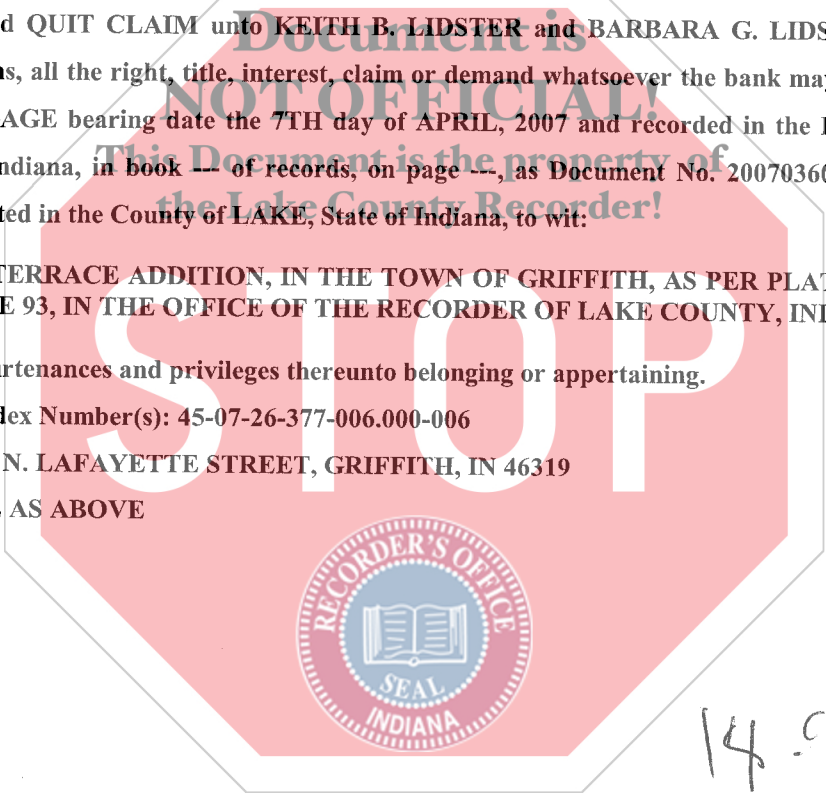 d QUIT CLAIM unto KEITH B. LIDSTER and BARBARA G. LIDS
s, all the right, title, interest, claim or demand whatsoever the bank may
AGE bearing date the 7TH day of APRIL, 2007 and recorded in the
ndiana, in book --- of records, on page ---, as Document No. 20070360
ted in the County of LAKE, State of Indiana, to wit:
TERRACE ADDITION, IN THE TOWN OF GRIFFITH, AS PER PLAT
E 93, IN THE OFFICE OF THE RECORDER OF LAKE COUNTY, IND
rtenances and privileges thereunto belonging or appertaining.
dex Number(s): 45-07-26-377-006.000-006
N. LAFAYETTE STREET, GRIFFITH, IN 46319
AS ABOVE
Document is
NOT OFFICIAL!
This Document is the property of
the Lake County Recorder!
STOP
RECORDER'S OFFICE
SEAL
INDIANA
14